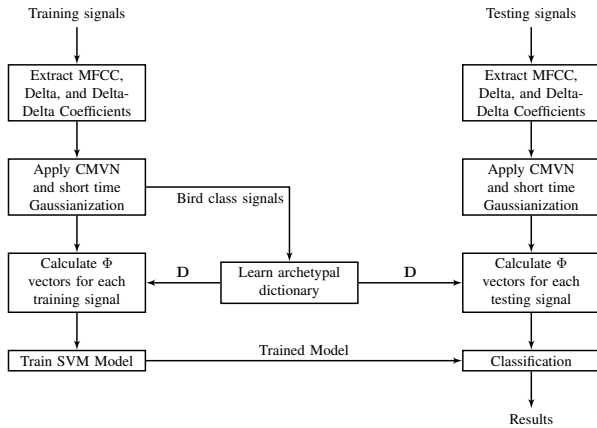 Training signals
Testing signals
Extract MFCC,
Delta, and Delta-
Delta Coefficients
Extract MFCC,
Delta, and Delta-
Delta Coefficients
Apply CMVN
and short time
Gaussianization
Bird class signals
Apply CMVN
and short time
Gaussianization
Calculate Φ
vectors for each
training signal
D
Learn archetypal
dictionary
D
Calculate Φ
vectors for each
testing signal
Train SVM Model
Trained Model
Classification
Results